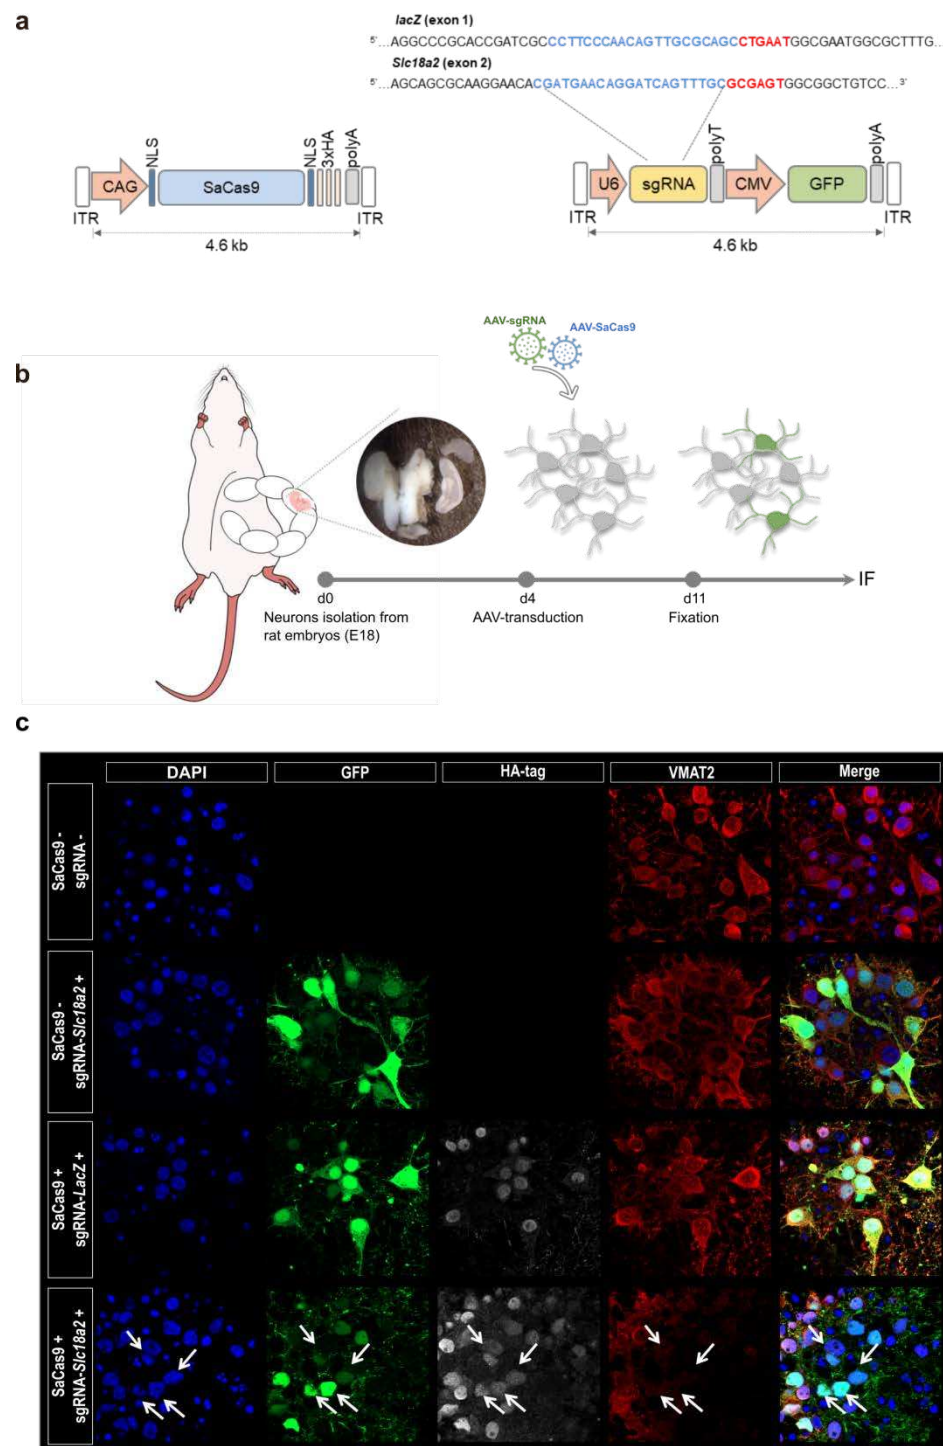 a
lacZ (exon 1)
5'...AGGCCCGCACCGATCGCCCTTCCCAACAGTTGCGCAGCCTGAATGGCGAATGGCGCTTTG...
Slc18a2 (exon 2)
5'...AGCAGCGCAAGGAACACGATGAACAGGATCAGTTTGCGCGAGTGGCGGCTGTCC...3'
CAG
NLS
SaCas9
NLS
3xHA
polyA
ITR
ITR
4.6 kb
U6
sgRNA
polyT
CMV
GFP
polyA
ITR
ITR
4.6 kb
b
AAV-sgRNA
AAV-SaCas9
IF
d0
d4
d11
Neurons isolation from
rat embryos (E18)
AAV-transduction
Fixation
c
DAPI
GFP
HA-tag
VMAT2
Merge
SaCas9 -
sgRNA -
SaCas9 -
sgRNA-Slc18a2 +
SaCas9 +
sgRNA-LacZ +
SaCas9 +
sgRNA-Slc18a2 +